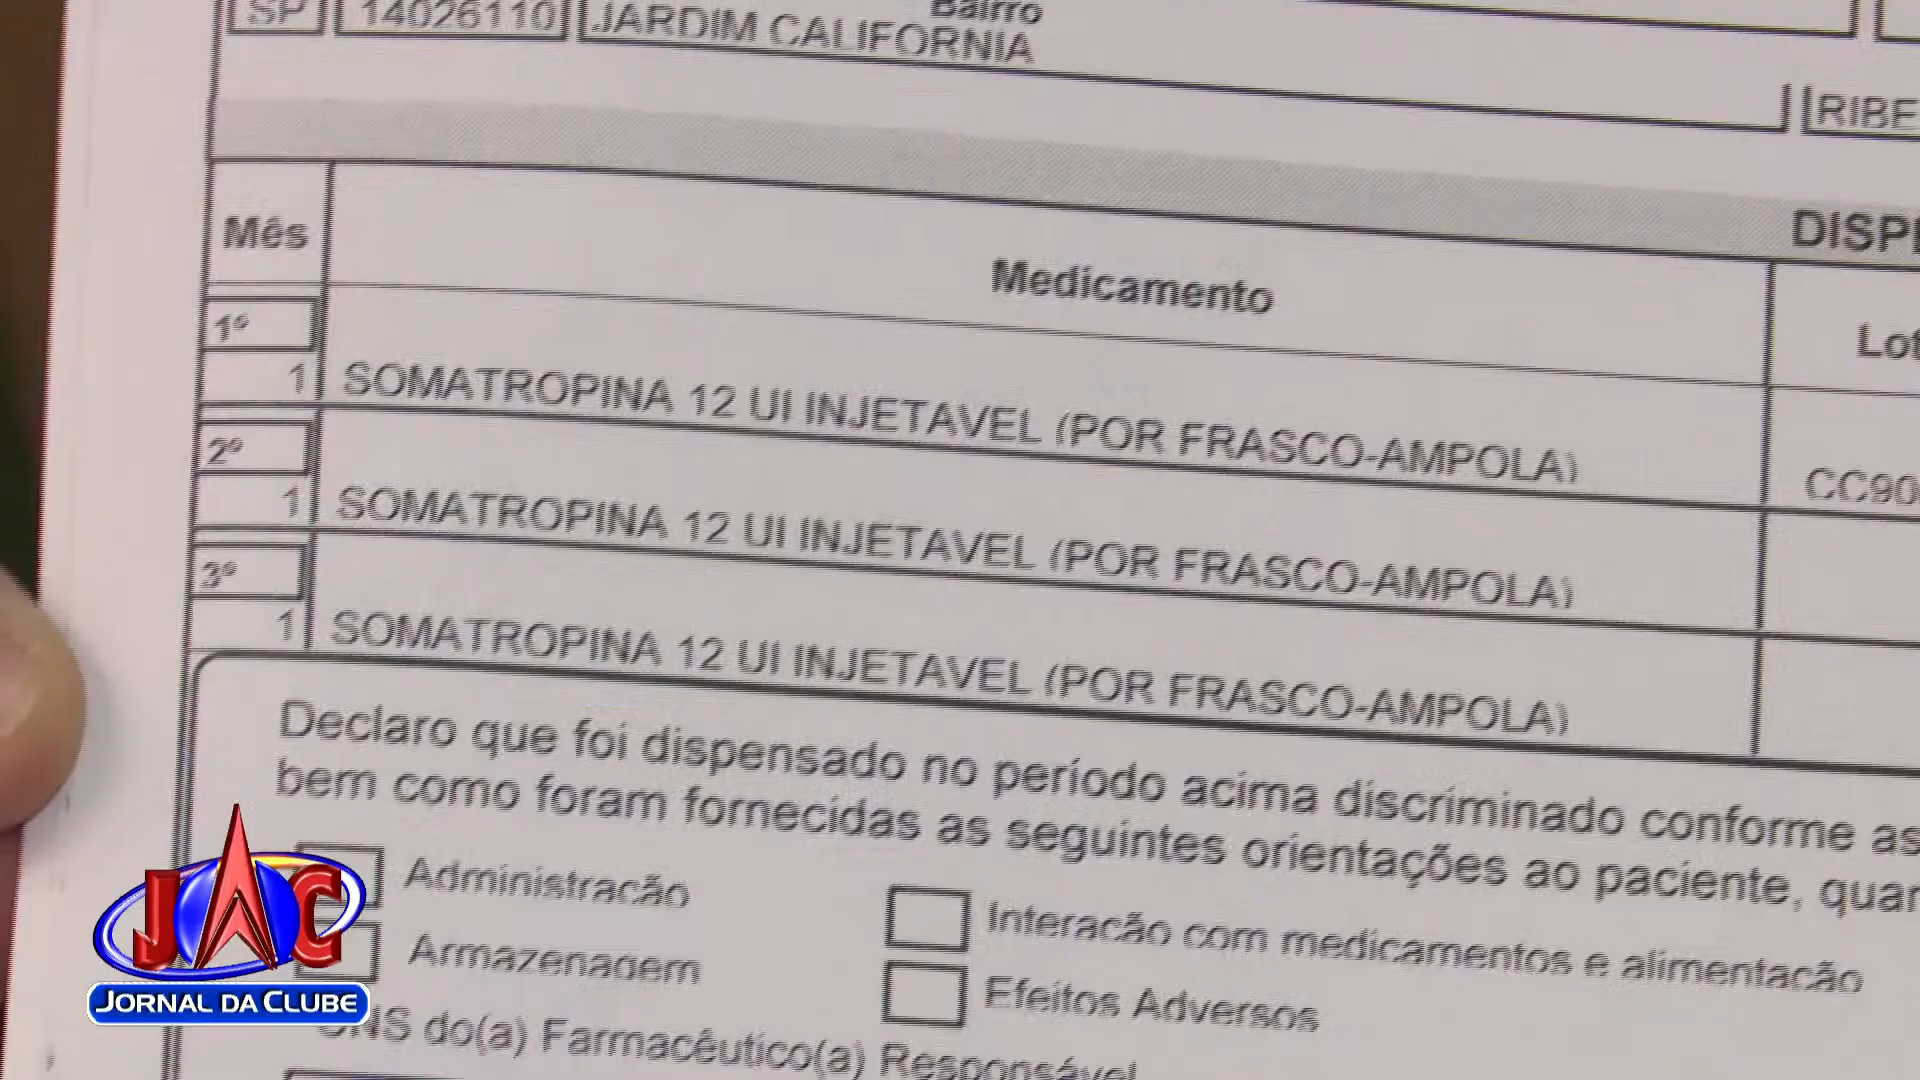 Bairro
SP 14026110 JARDIM CALIFORNIA
RIBE
DISP
Mês Medicamento Lot
1º
1 SOMATROPINA 12 UI INJETAVEL (POR FRASCO-AMPOLA) CC90
2º
1 SOMATROPINA 12 UI INJETAVEL (POR FRASCO-AMPOLA)
3º
1 SOMATROPINA 12 UI INJETAVEL (POR FRASCO-AMPOLA)
Declaro que foi dispensado no período acima discriminado conforme as
bem como foram fornecidas as seguintes orientações ao paciente, quan
Administração
Interação com medicamentos e alimentação
Armazenagem
Efeitos Adversos
CNS do(a) Farmacêutico(a) Responsável
JAC
JORNAL DA CLUBE